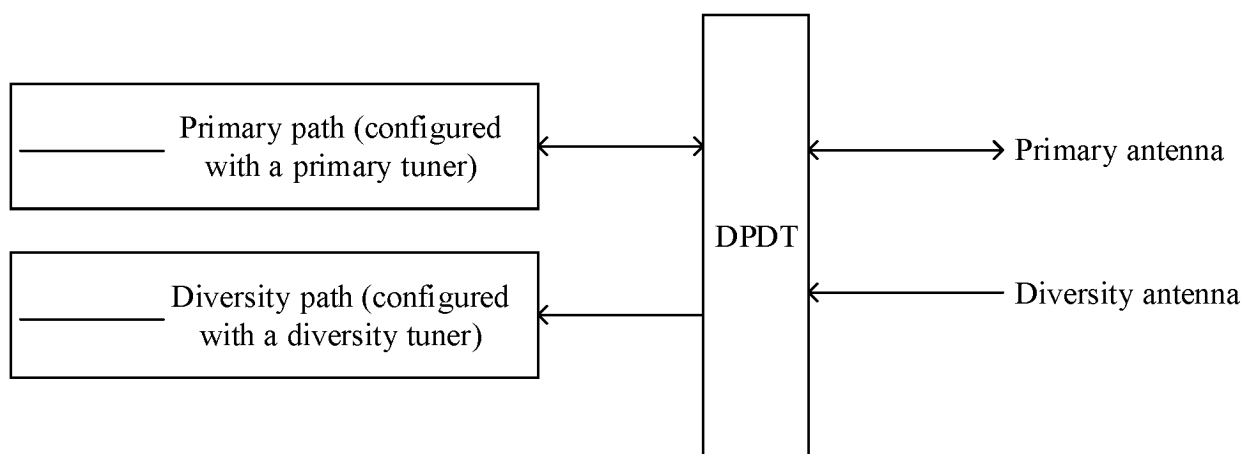 Primary path (configured
with a primary tuner)
Diversity path (configured
with a diversity tuner)
DPDT
Primary antenna
Diversity antenna